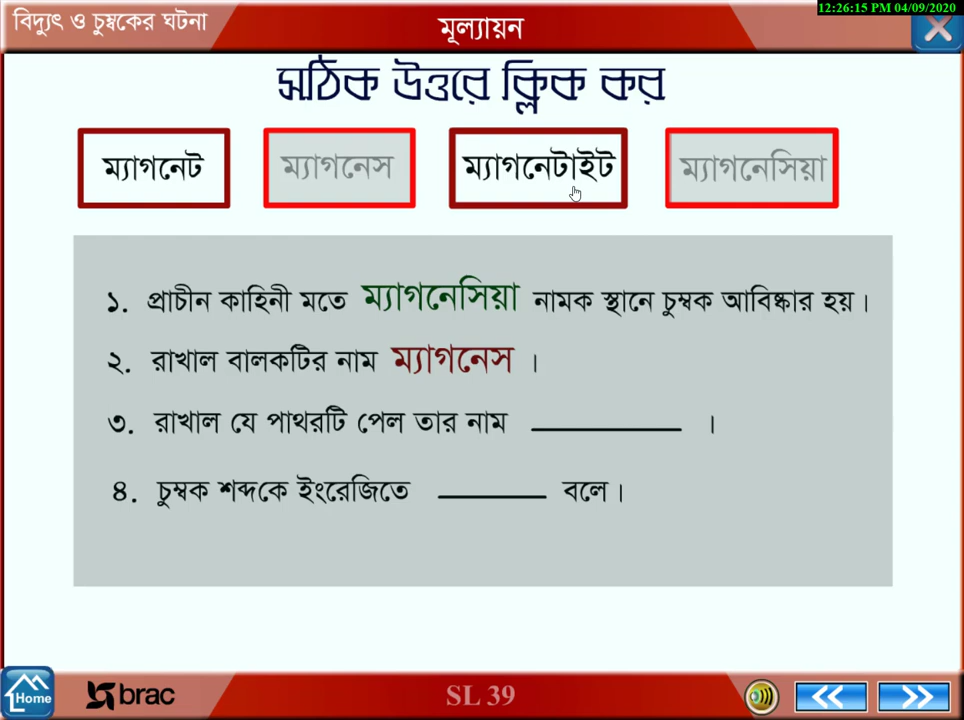 12:26:15 PM 04/09/2020
বিদ্যুৎ ও চুম্বকের ঘটনা
মূল্যায়ন
সঠিক উত্তরে ক্লিক কর
ম্যাগনেট ম্যাগনেস ম্যাগনেটাইট ম্যাগনেসিয়া
১. প্রাচীন কাহিনী মতে ম্যাগনেসিয়া নামক স্থানে চুম্বক আবিষ্কার হয়।
২. রাখাল বালকটির নাম ম্যাগনেস ।
৩. রাখাল যে পাথরটি পেল তার নাম ________ ।
৪. চুম্বক শব্দকে ইংরেজিতে ______ বলে।
Home brac SL 39